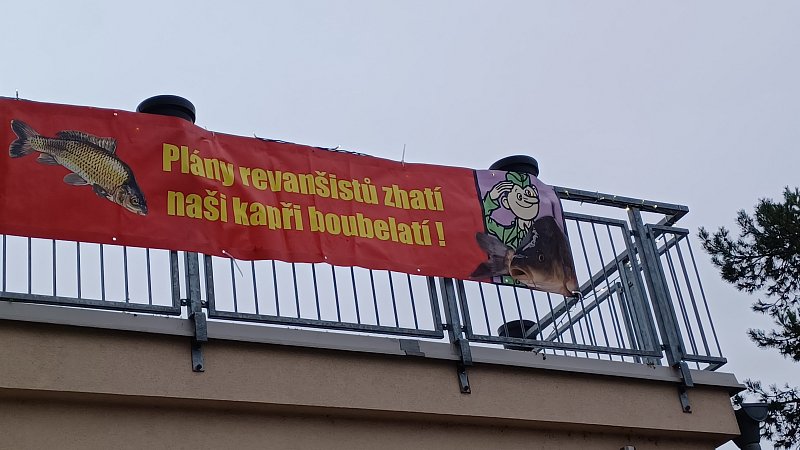 Plány revanšistů zhatí
naši kapři boubelatí !